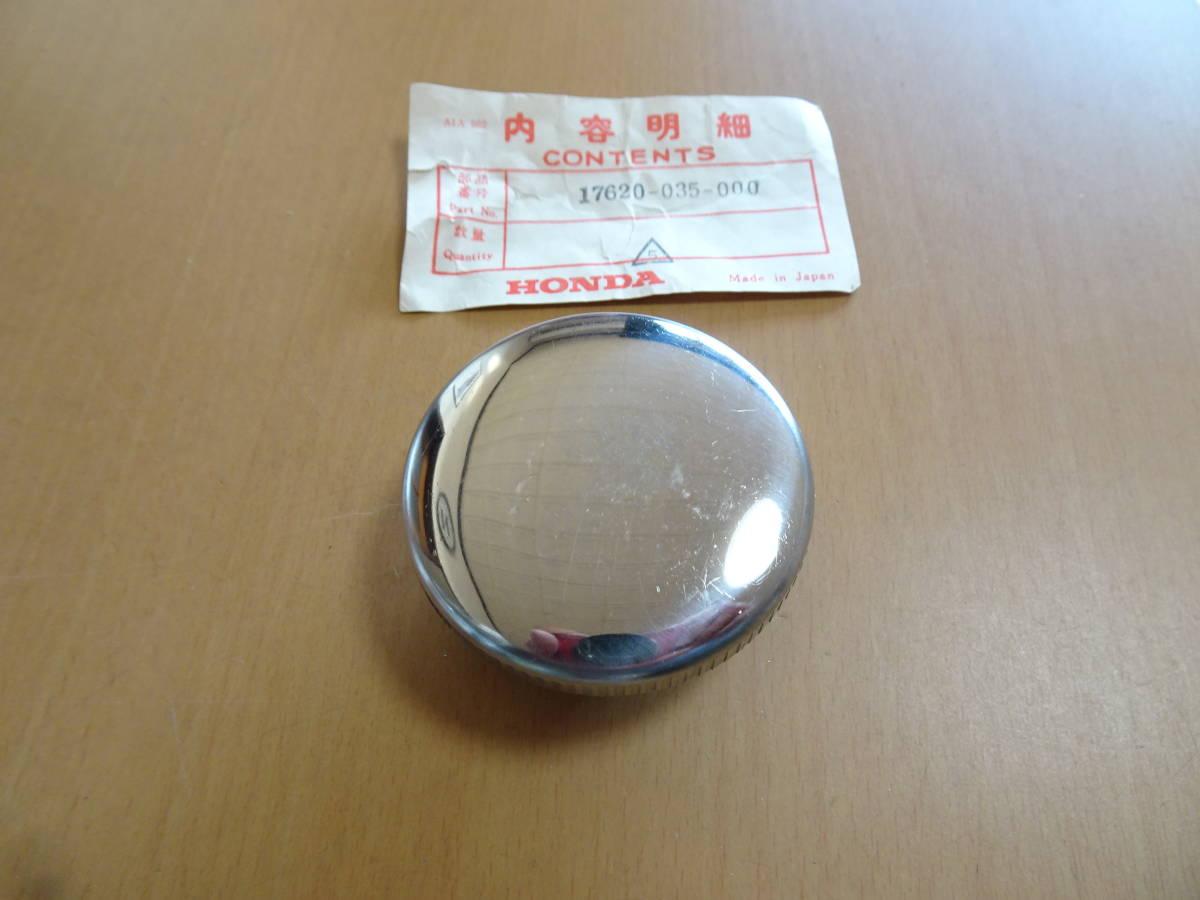 内容明細
CONTENTS
部品
番号
Part No.
17620-035-000
数量
Quantity
5
HONDA
Made in Japan